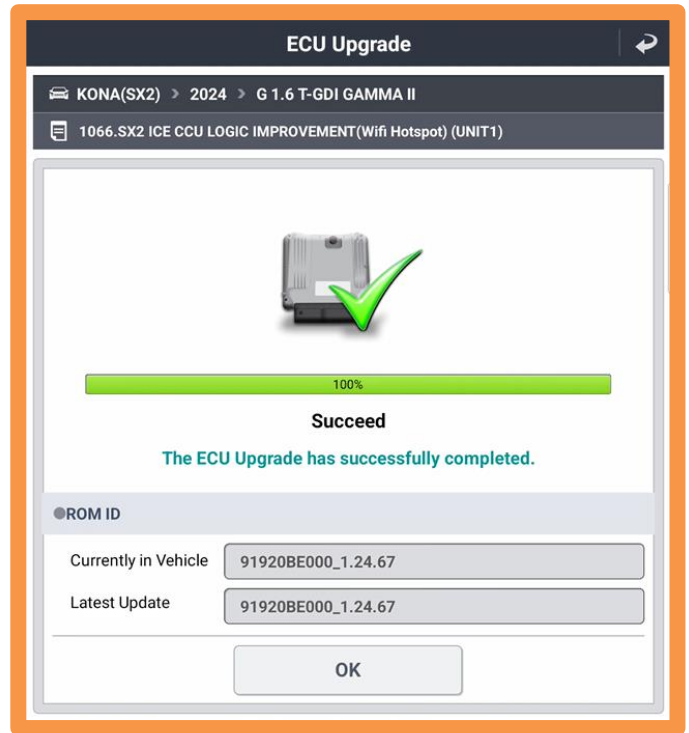 ECU Upgrade
KONA(SX2) > 2024 > G 1.6 T-GDI GAMMA II
1066.SX2 ICE CCU LOGIC IMPROVEMENT(Wifi Hotspot) (UNIT1)
100%
Succeed
The ECU Upgrade has successfully completed.
ROM ID
Currently in Vehicle 91920BE000_1.24.67
Latest Update 91920BE000_1.24.67
OK